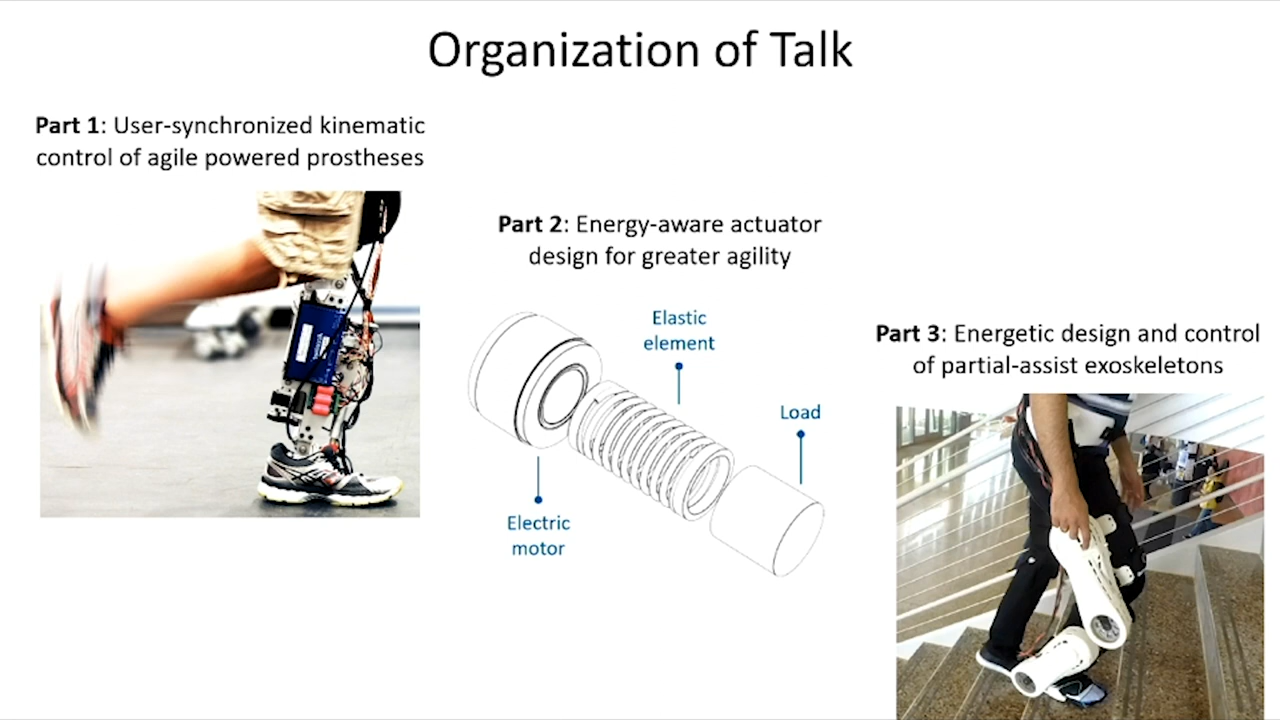 Organization of Talk
Part 1: User-synchronized kinematic
control of agile powered prostheses
Part 2: Energy-aware actuator
design for greater agility
Elastic
element
Load
Electric
motor
Part 3: Energetic design and control
of partial-assist exoskeletons